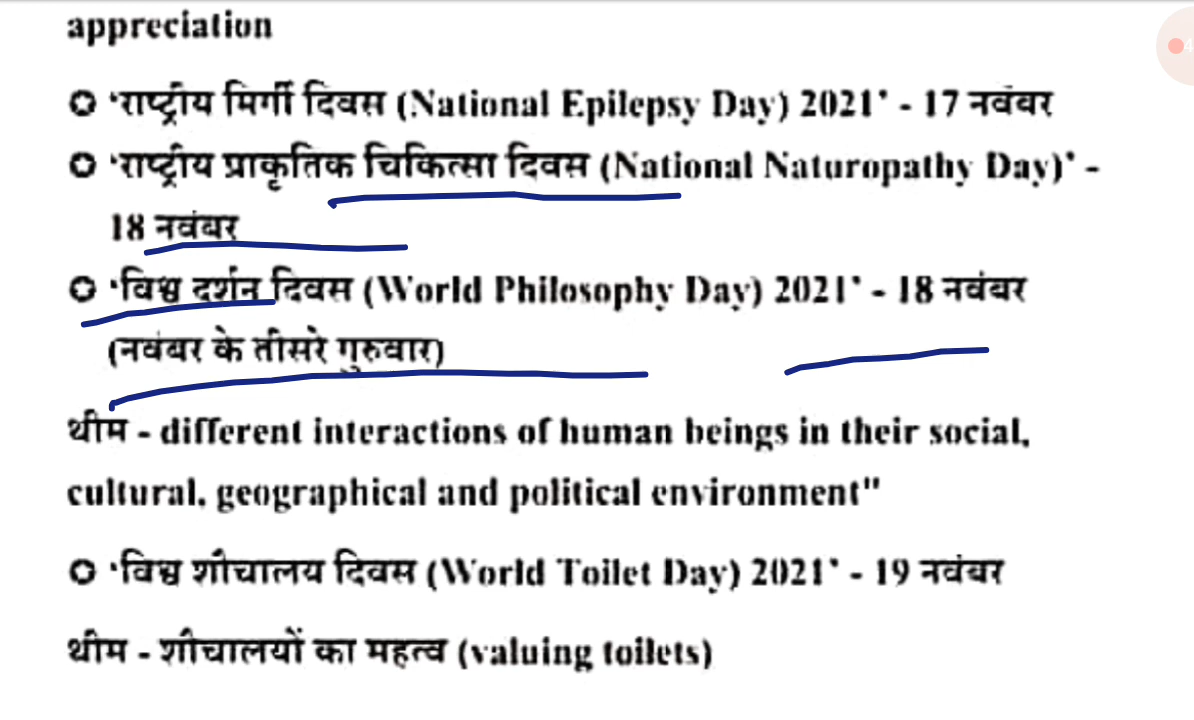 appreciation
✪ 'राष्ट्रीय मिर्गी दिवस (National Epilepsy Day) 2021' - 17 नवंबर
✪ 'राष्ट्रीय प्राकृतिक चिकित्सा दिवस (National Naturopathy Day)' -
18 नवंबर
✪ 'विश्व दर्शन दिवस (World Philosophy Day) 2021' - 18 नवंबर
(नवंबर के तीसरे गुरुवार)
थीम - different interactions of human beings in their social,
cultural, geographical and political environment"
✪ 'विश्व शौचालय दिवस (World Toilet Day) 2021' - 19 नवंबर
थीम - शौचालयों का महत्व (valuing toilets)